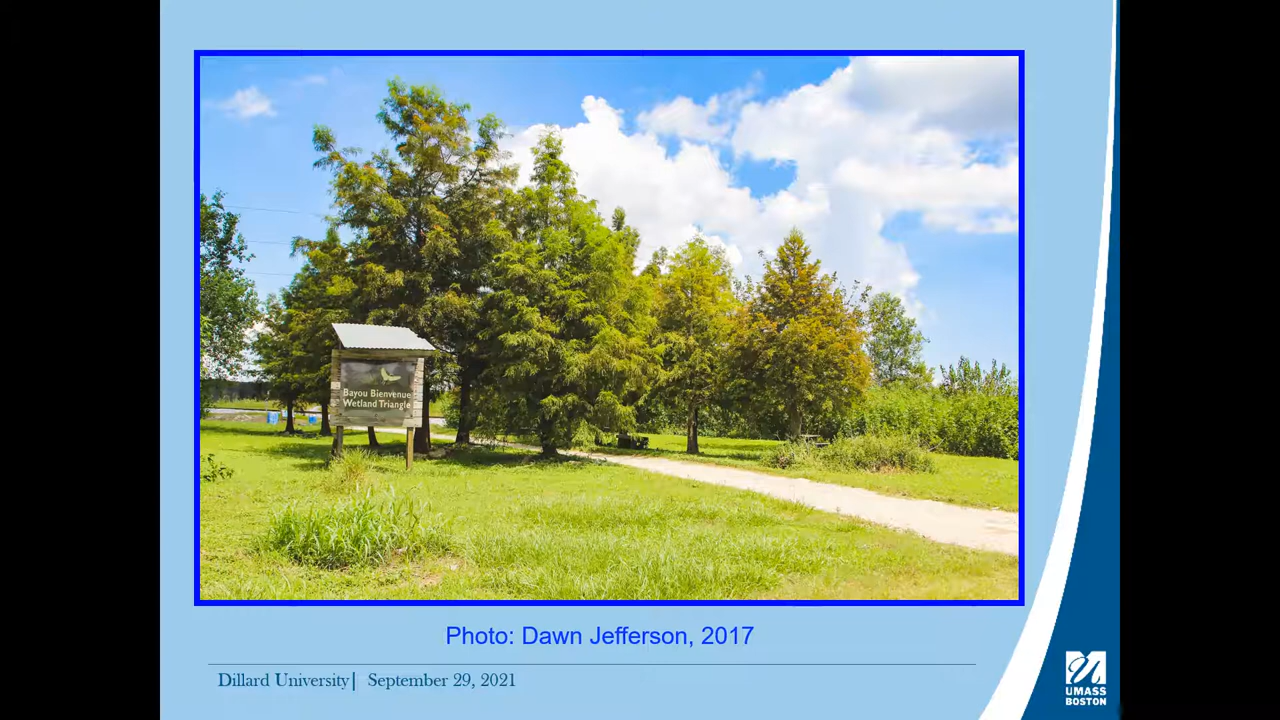 Bayou Bienvenue
Wetland Triangle
Photo: Dawn Jefferson, 2017
Dillard University| September 29, 2021
UMASS
BOSTON